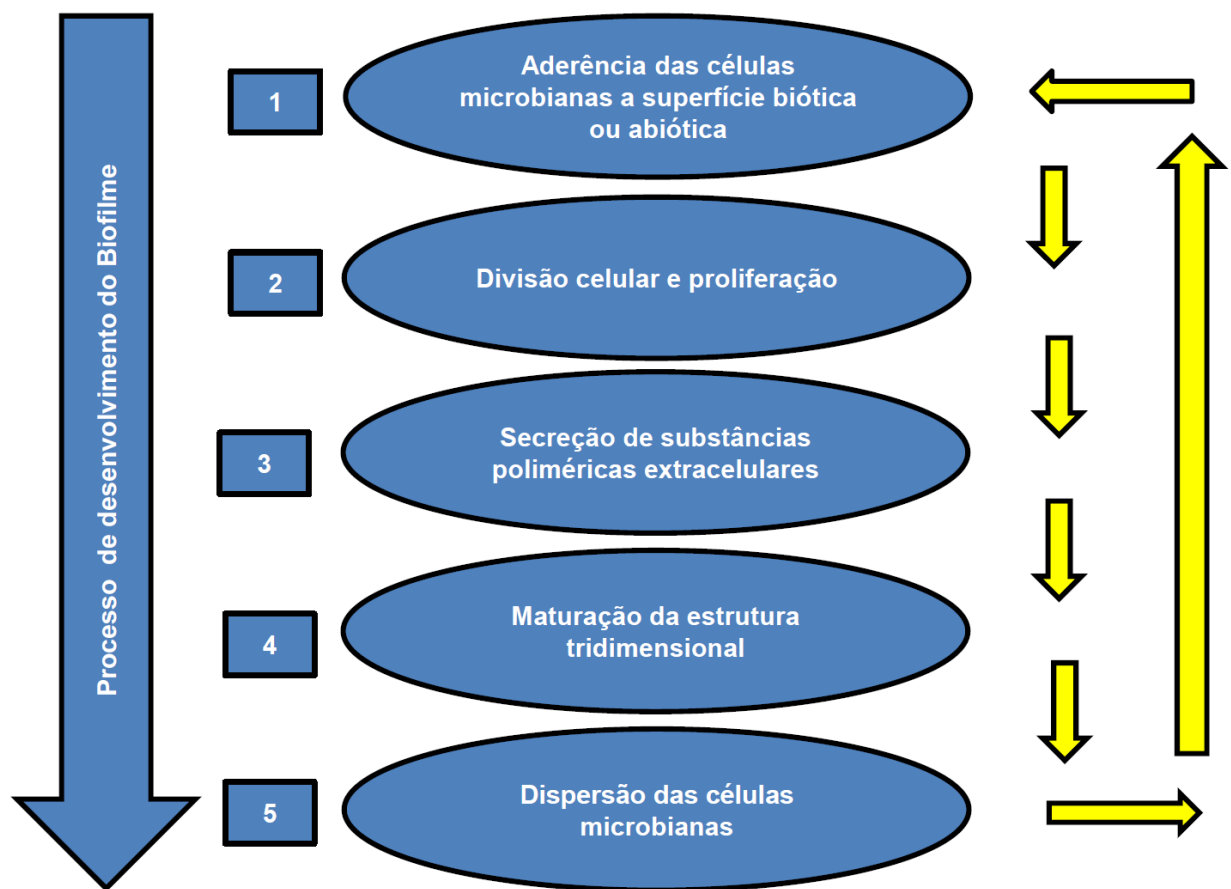 Processo de desenvolvimento do Biofilme
1
Aderência das células
microbianas a superfície biótica
ou abiótica
2
Divisão celular e proliferação
3
Secreção de substâncias
poliméricas extracelulares
4
Maturação da estrutura
tridimensional
5
Dispersão das células
microbianas